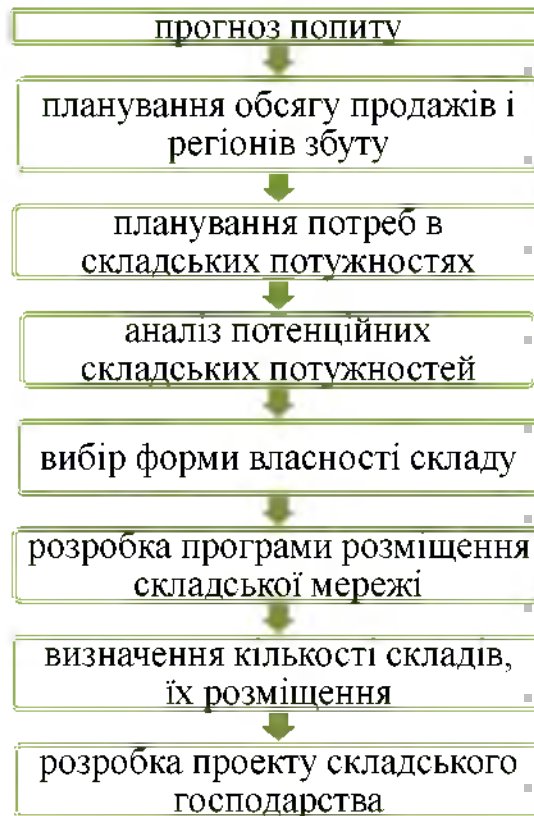 прогноз попиту
планування обсягу продажів і
регіонів збуту
планування потреб в
складських потужностях
аналіз потенційних
складських потужностей
вибір форми власності складу
розробка програми розміщення
складської мережі
визначення кількості складів,
їх розміщення
розробка проекту складського
господарства